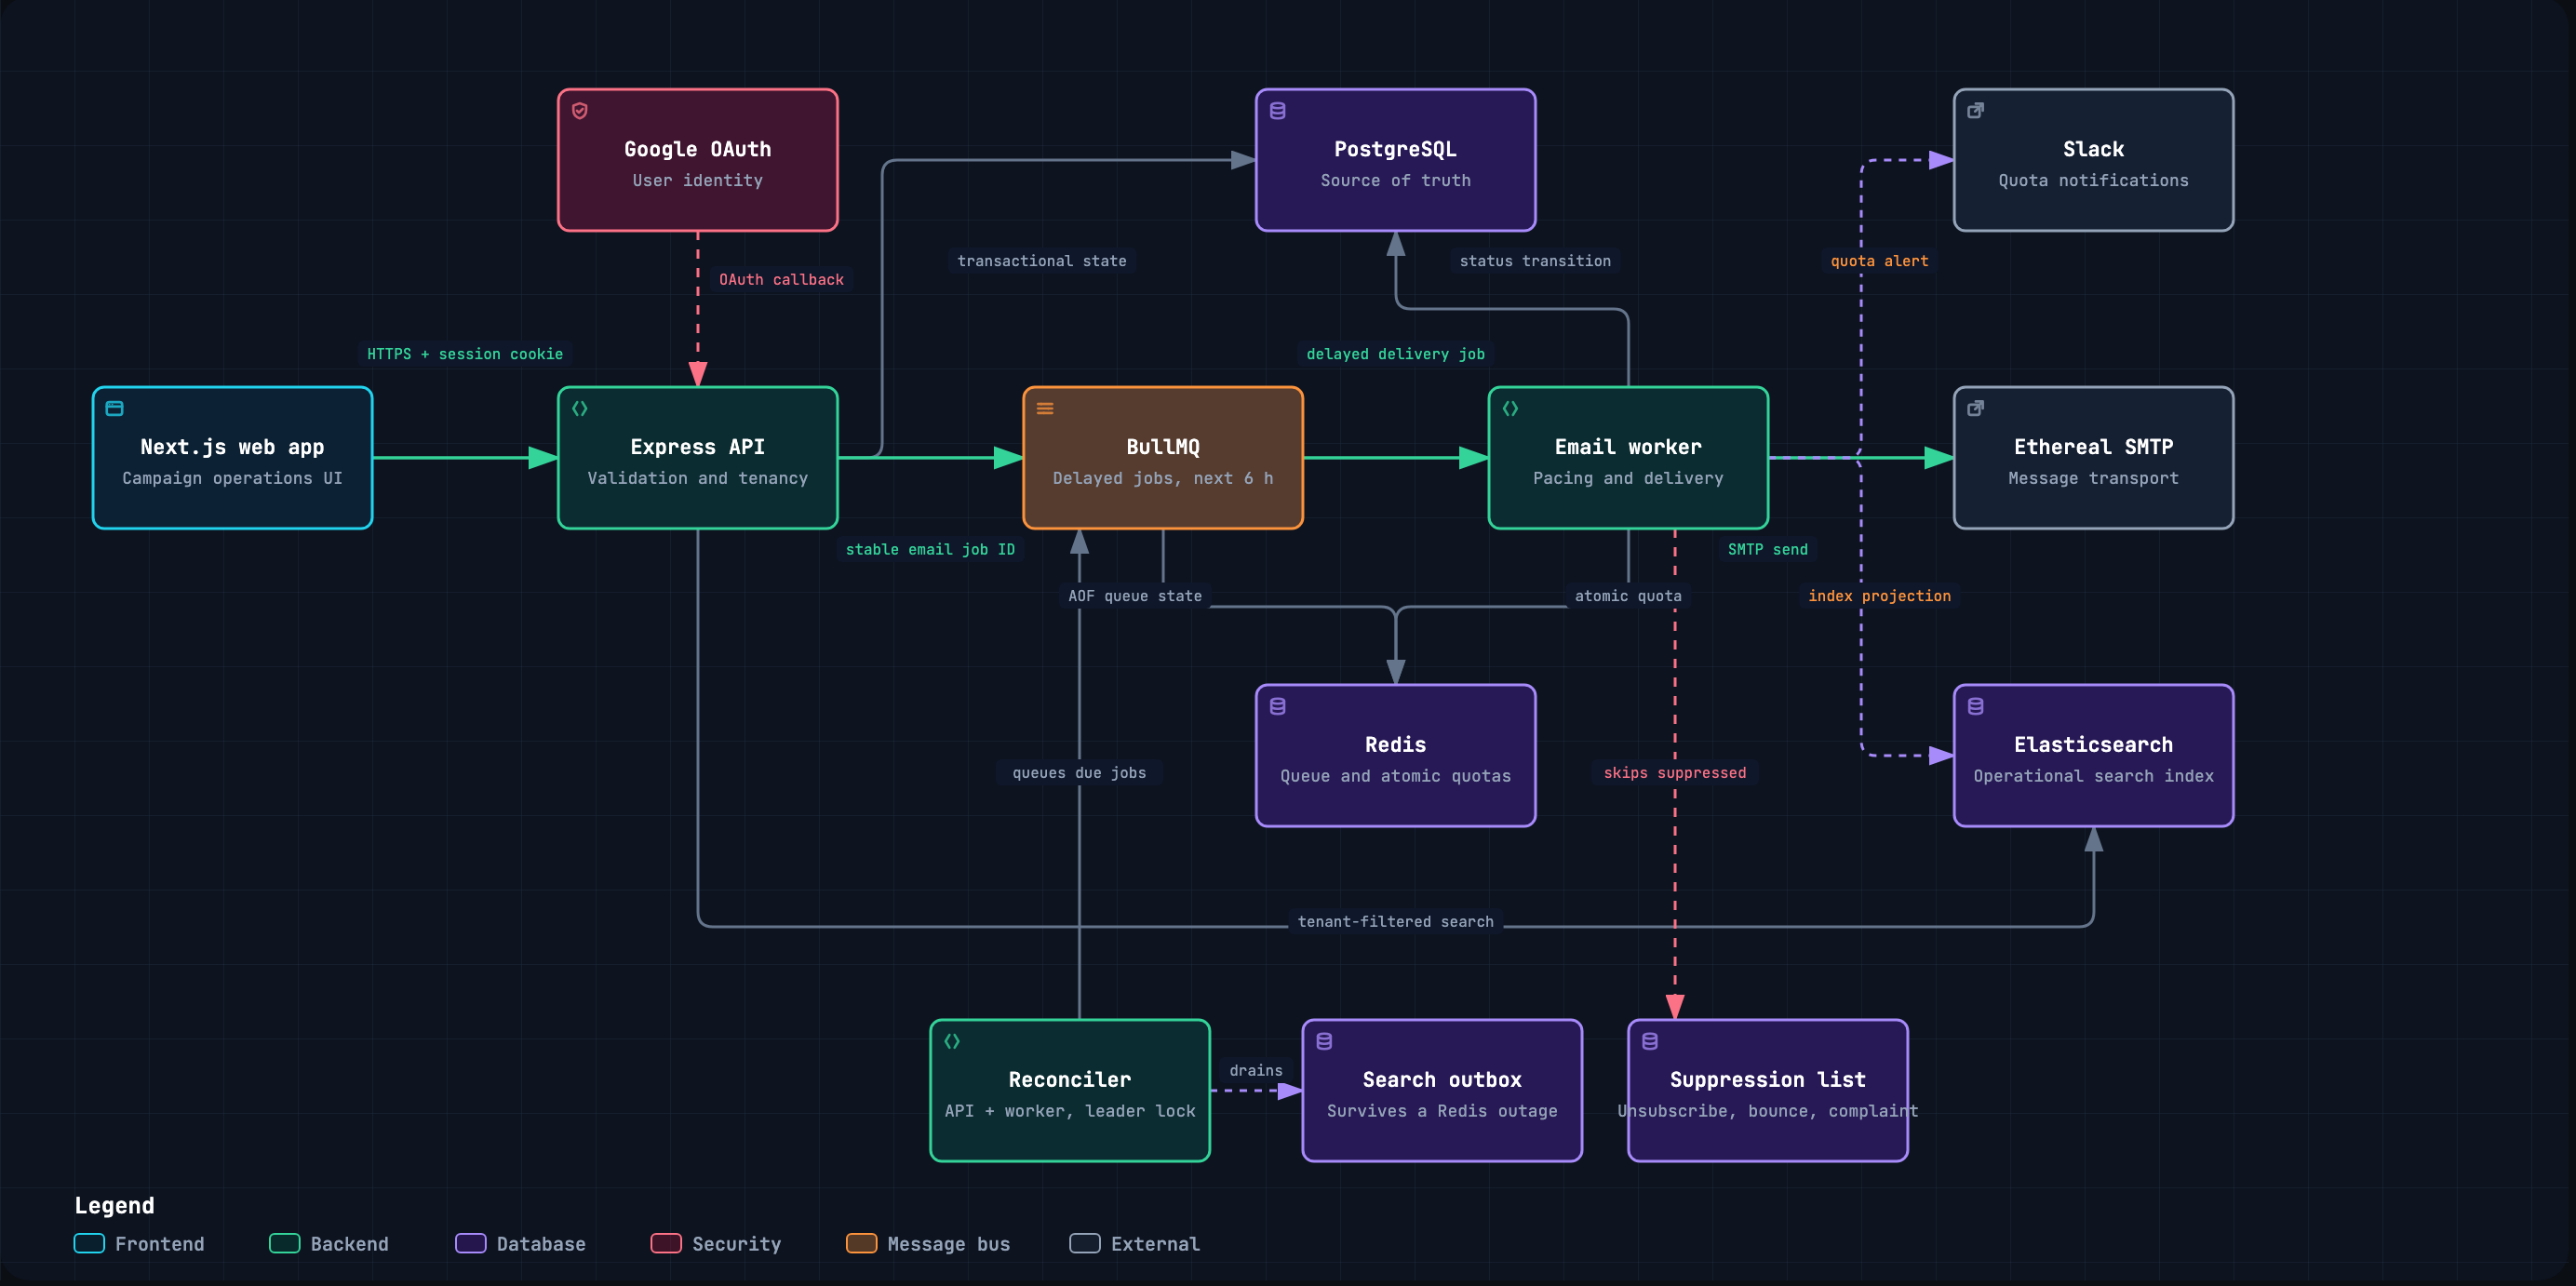 Google OAuth
User identity
PostgreSQL
Source of truth
Slack
Quota notifications
transactional state
status transition
quota alert
OAuth callback
HTTPS + session cookie
delayed delivery job
Next.js web app
Campaign operations UI
Express API
Validation and tenancy
BullMQ
Delayed jobs, next 6 h
Email worker
Pacing and delivery
Ethereal SMTP
Message transport
stable email job ID
SMTP send
AOF queue state
atomic quota
index projection
Redis
Queue and atomic quotas
Elasticsearch
Operational search index
queues due jobs
skips suppressed
tenant-filtered search
Reconciler
API + worker, leader lock
drains
Search outbox
Survives a Redis outage
Suppression list
Unsubscribe, bounce, complaint
Legend
Frontend
Backend
Database
Security
Message bus
External